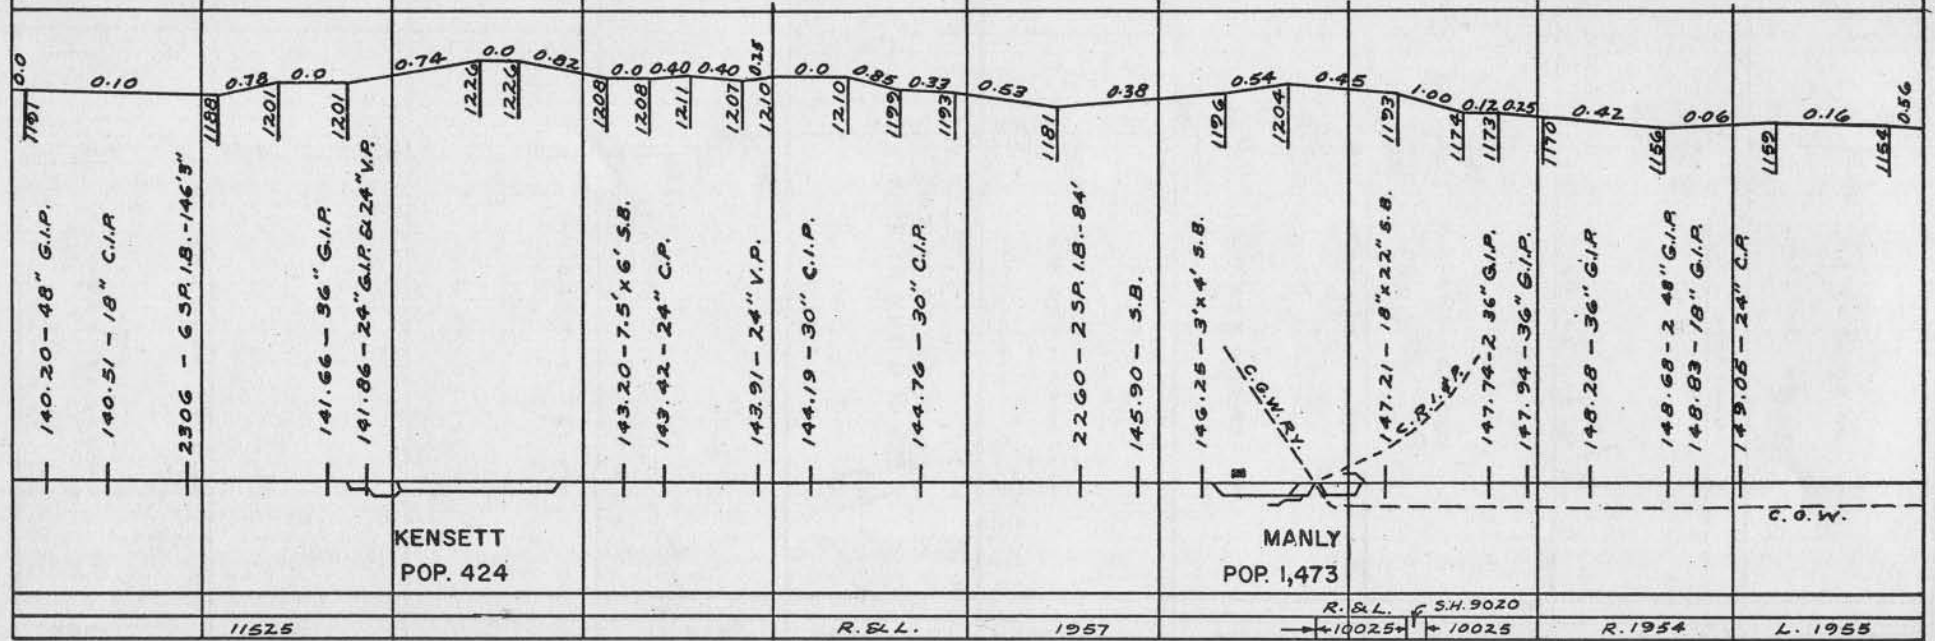 0.0 0.10 0.78 0.0 0.74 0.0 0.82 0.0 0.40 0.40 0.25 0.0 0.85 0.33 0.53 0.38 0.54 0.45 1.00 0.12 0.25 0.42 0.06 0.16 0.56
1191 1188 1201 1201 1226 1226 1208 1208 1211 1207 1210 1210 1199 1193 1181 1196 1204 1193 1174 1173 1170 1156 1159 1154
140.20 - 48" G.I.P.
140.51 - 18" C.I.P.
2306 - 6 SP. I.B. - 146'3"
141.66 - 36" G.I.P.
141.86 - 24" G.I.P. & 24" V.P.
143.20 - 7.5' x 6' S.B.
143.42 - 24" C.P.
143.91 - 24" V.P.
144.19 - 30" C.I.P.
144.76 - 30" C.I.P.
2260 - 2 SP. I.B. - 84'
145.90 - S.B.
146.25 - 3' x 4' S.B.
C.G.W. RY.
147.21 - 18" x 22" S.B.
C.R.I. & P.
147.74 - 2 36" G.I.P.
147.94 - 36" G.I.P.
148.28 - 36" G.I.P.
148.68 - 2 48" G.I.P.
148.83 - 18" G.I.P.
149.05 - 24" C.P.
C.G.W.
KENSETT
POP. 424
MANLY
POP. 1,473
R. & L. S.H. 9020
11525 R. & L. 1957 10025 10025 R. 1954 L. 1955